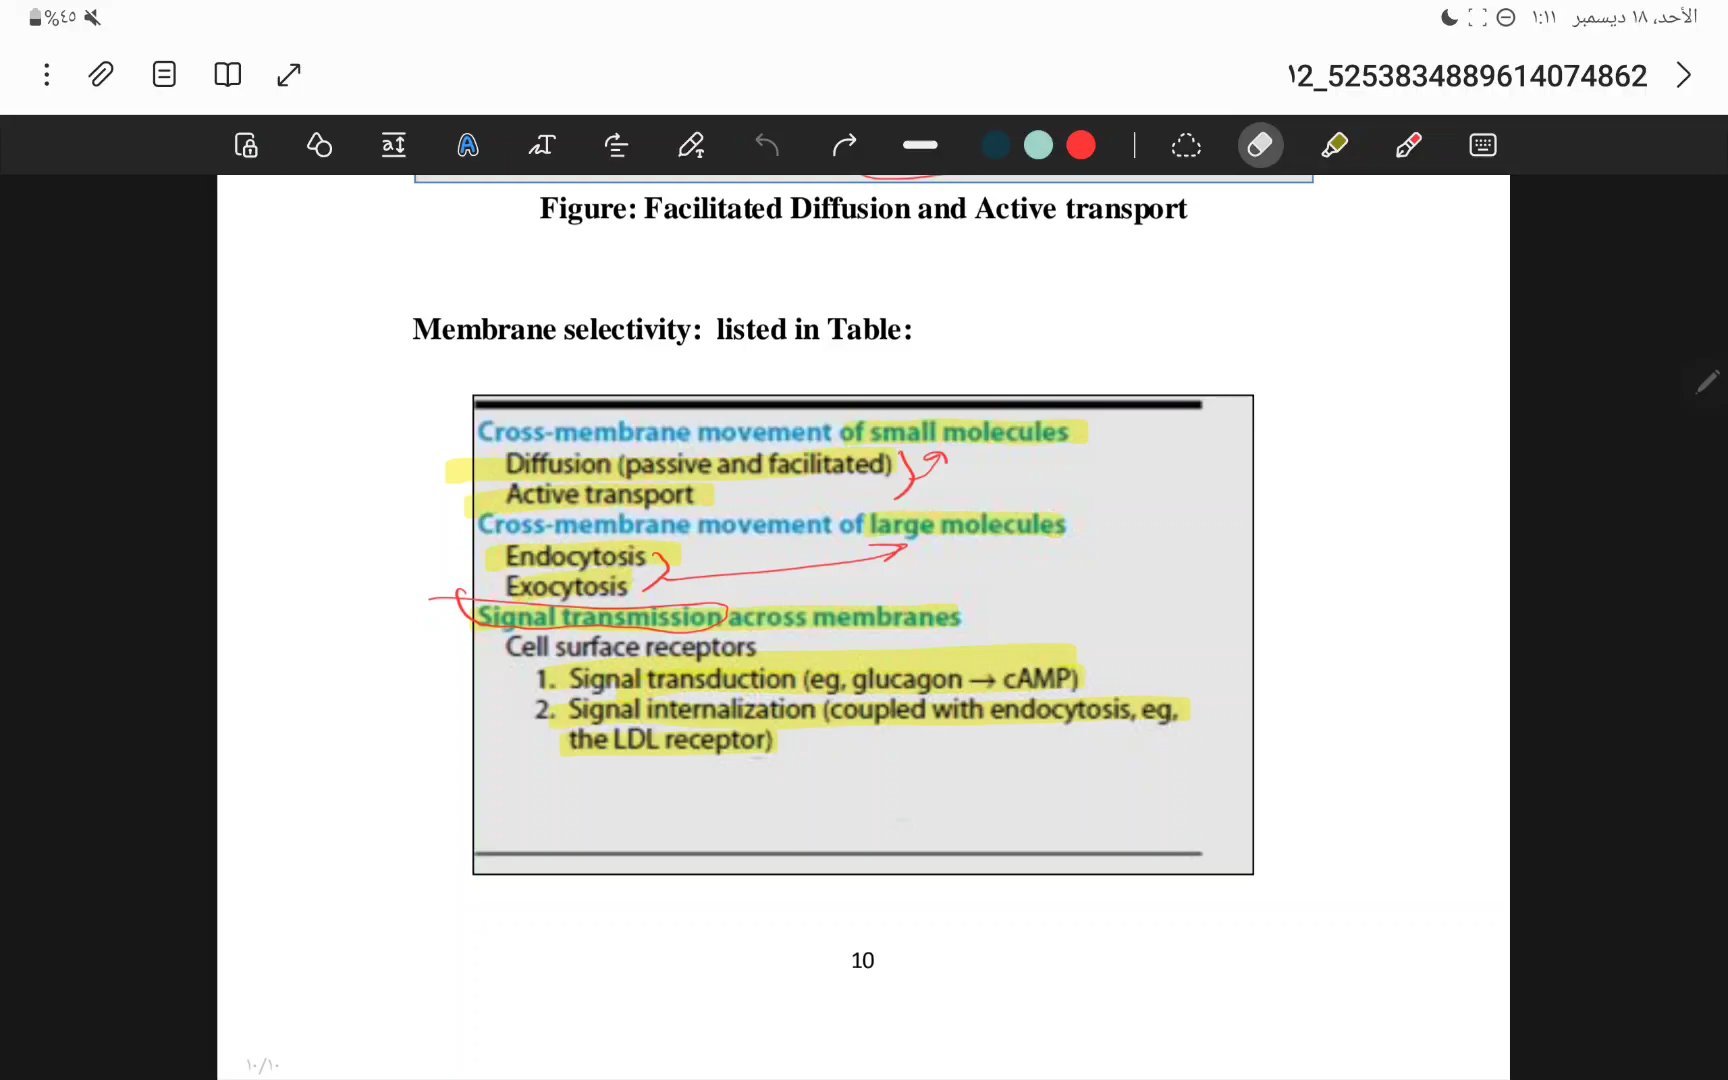 ٤٥%
الأحد، ١٨ ديسمبر ١:١١
١2_5253834889614074862
Figure: Facilitated Diffusion and Active transport
Membrane selectivity: listed in Table:
Cross-membrane movement of small molecules
Diffusion (passive and facilitated)
Active transport
Cross-membrane movement of large molecules
Endocytosis
Exocytosis
Signal transmission across membranes
Cell surface receptors
1. Signal transduction (eg, glucagon → cAMP)
2. Signal internalization (coupled with endocytosis, eg,
the LDL receptor)
10
١٠/١٠